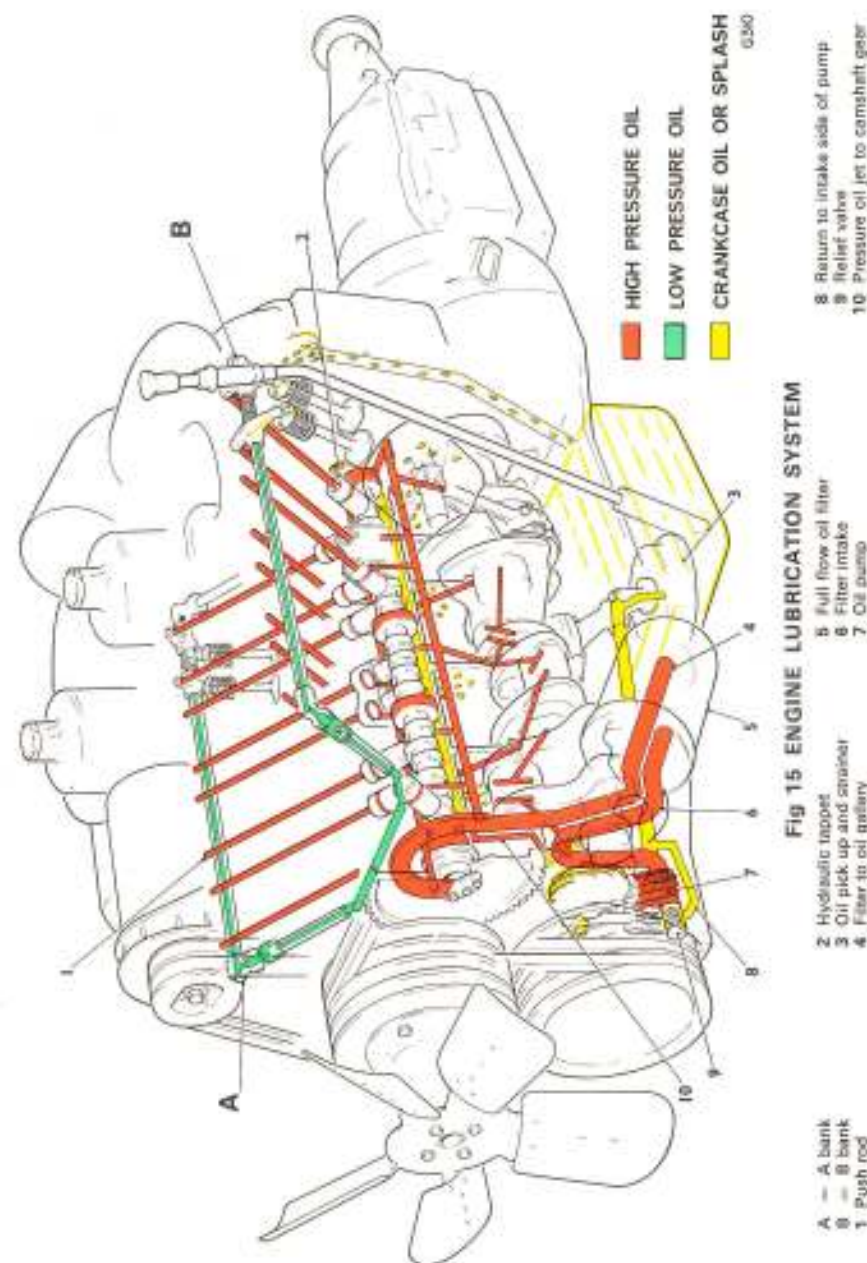 A
B
1
2
3
4
5
6
7
8
9
10
HIGH PRESSURE OIL
LOW PRESSURE OIL
CRANKCASE OIL OR SPLASH
G510
Fig 15 ENGINE LUBRICATION SYSTEM
A — A bank
B — B bank
1 Push rod
2 Hydraulic tappet
3 Oil pick up and strainer
4 Filter to oil gallery
5 Full flow oil filter
6 Filter intake
7 Oil pump
8 Return to intake side of pump
9 Relief valve
10 Pressure oil jet to camshaft gear